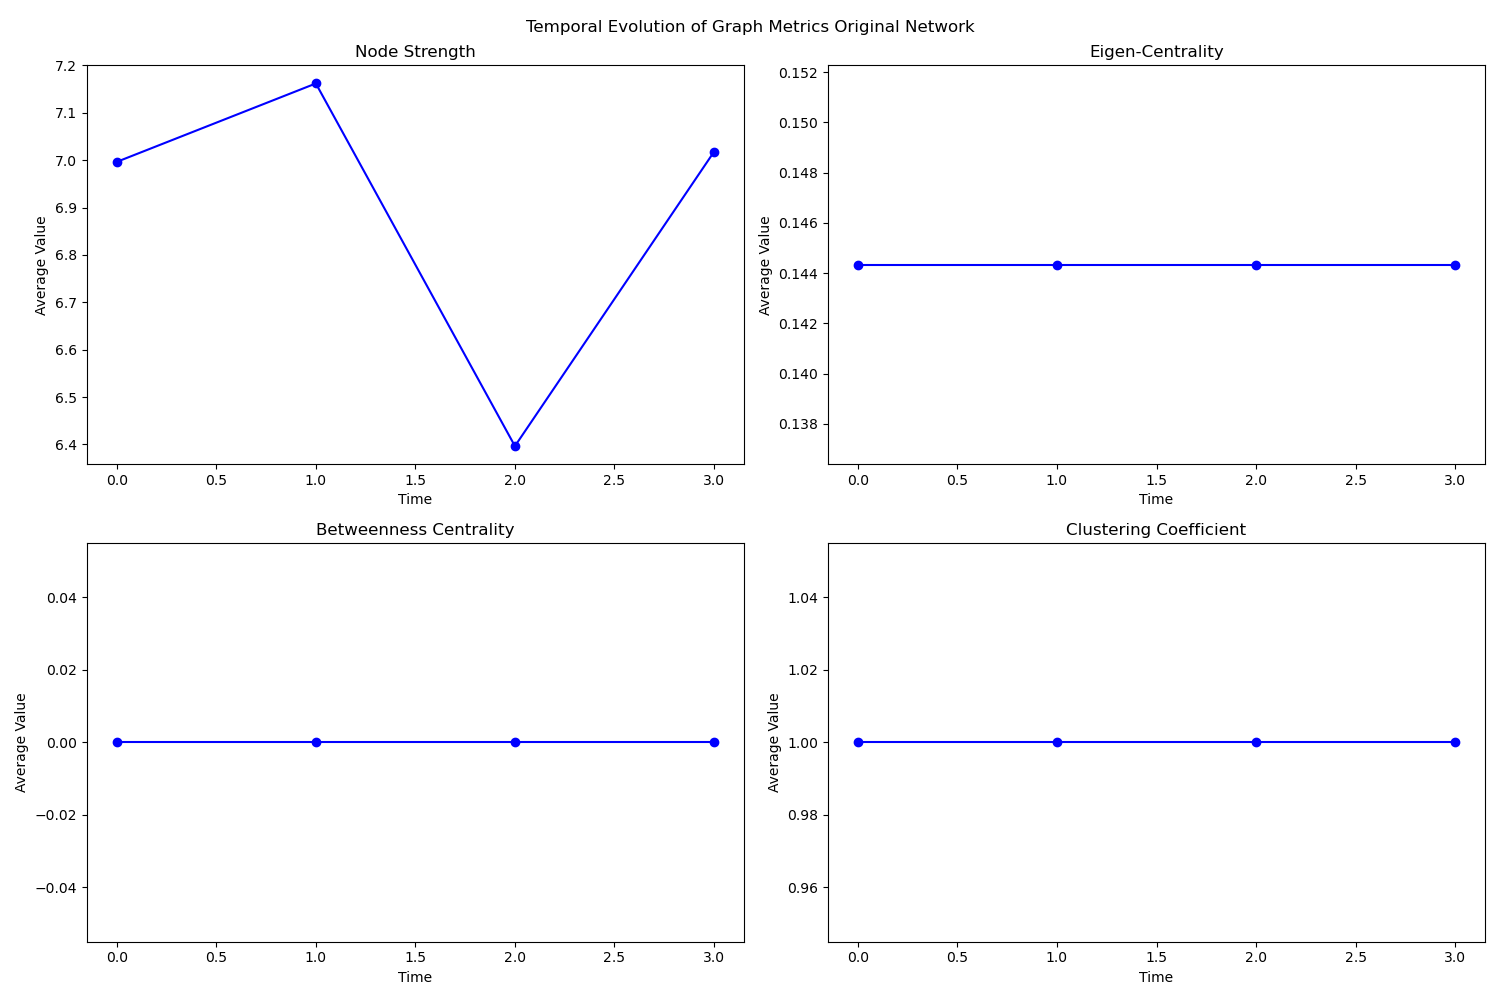 Temporal Evolution of Graph Metrics Original Network
Node Strength
7.2
7.1
7.0
6.9
6.8
6.7
6.6
6.5
6.4
Average Value
0.0 0.5 1.0 1.5 2.0 2.5 3.0
Time
Eigen-Centrality
0.152
0.150
0.148
0.146
0.144
0.142
0.140
0.138
Average Value
0.0 0.5 1.0 1.5 2.0 2.5 3.0
Time
Betweenness Centrality
0.04
0.02
0.00
−0.02
−0.04
Average Value
0.0 0.5 1.0 1.5 2.0 2.5 3.0
Time
Clustering Coefficient
1.04
1.02
1.00
0.98
0.96
Average Value
0.0 0.5 1.0 1.5 2.0 2.5 3.0
Time